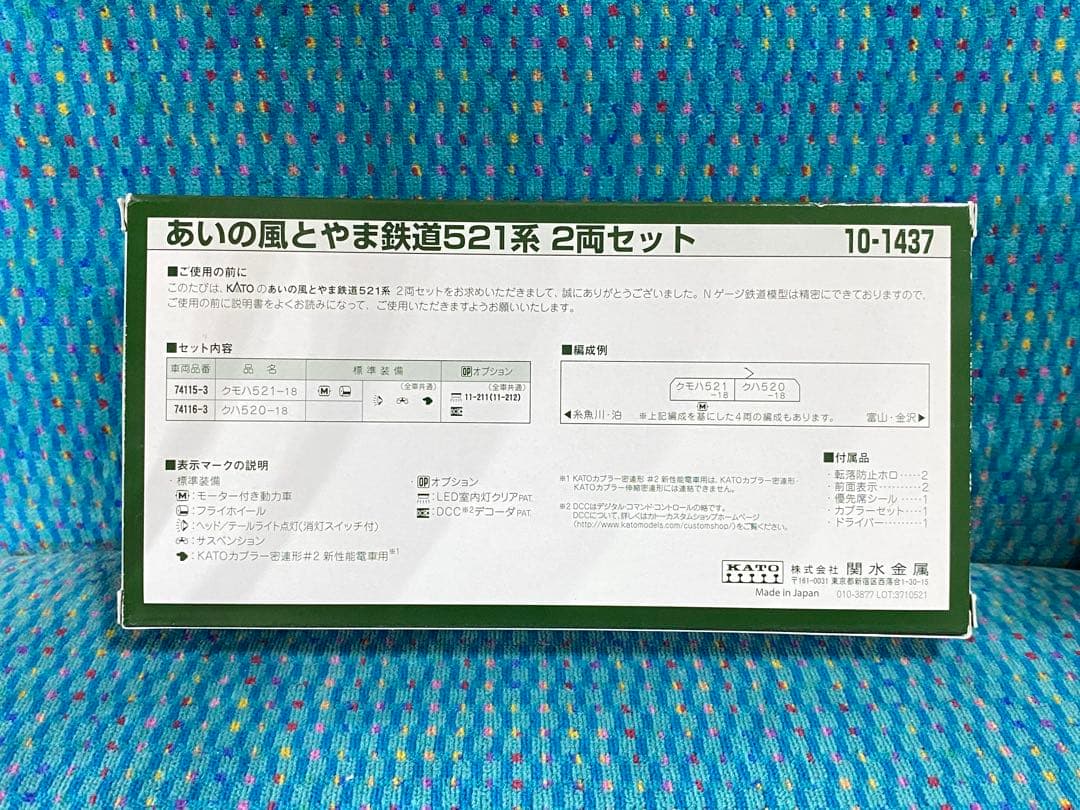 あいの風とやま鉄道521系 2両セット 10-1437
■ご使用の前に
このたびは、KATOのあいの風とやま鉄道521系 2両セットをお求めいただきまして、誠にありがとうございました。Nゲージ鉄道模型は精密にできておりますので、
ご使用の前に説明書をよくお読みになって、ご使用いただきますようお願いいたします。
■セット内容
車両品番 品 名 標準装備 OPオプション
74115-3 クモハ521-18 M (全車共通) (全車共通) 11-211(11-212)
74116-3 クハ520-18
DCC
■編成例
クモハ521-18 クハ520-18
M
◀糸魚川・泊 ※上記編成を基にした4両の編成もあります。 富山・金沢▶
■表示マークの説明
・標準装備
M:モーター付き動力車
:フライホイール
:ヘッド/テールライト点灯(消灯スイッチ付)
:サスペンション
:KATOカプラー密連形#2 新性能電車用※1
・OPオプション
:LED室内灯クリアPAT.
DCC:DCC※2デコーダPAT.
※1 KATOカプラー密連形 #2 新性能電車用は、KATOカプラー密連形・
KATOカプラー伸縮密連形には連結できません。
※2 DCCはデジタル・コマンド・コントロールの略です。
DCCについて、詳しくはカトーカスタムショップホームページ
(http://www.katomodels.com/customshop/)をご覧ください。
■付属品
・転落防止ホロ‥‥2
・前面表示‥‥2
・優先席シール‥‥1
・カプラーセット‥‥1
・ドライバー‥‥1
KATO 株式会社 関水金属
〒161-0031 東京都新宿区西落合1-30-15
Made in Japan 010-3877 LOT:3710521